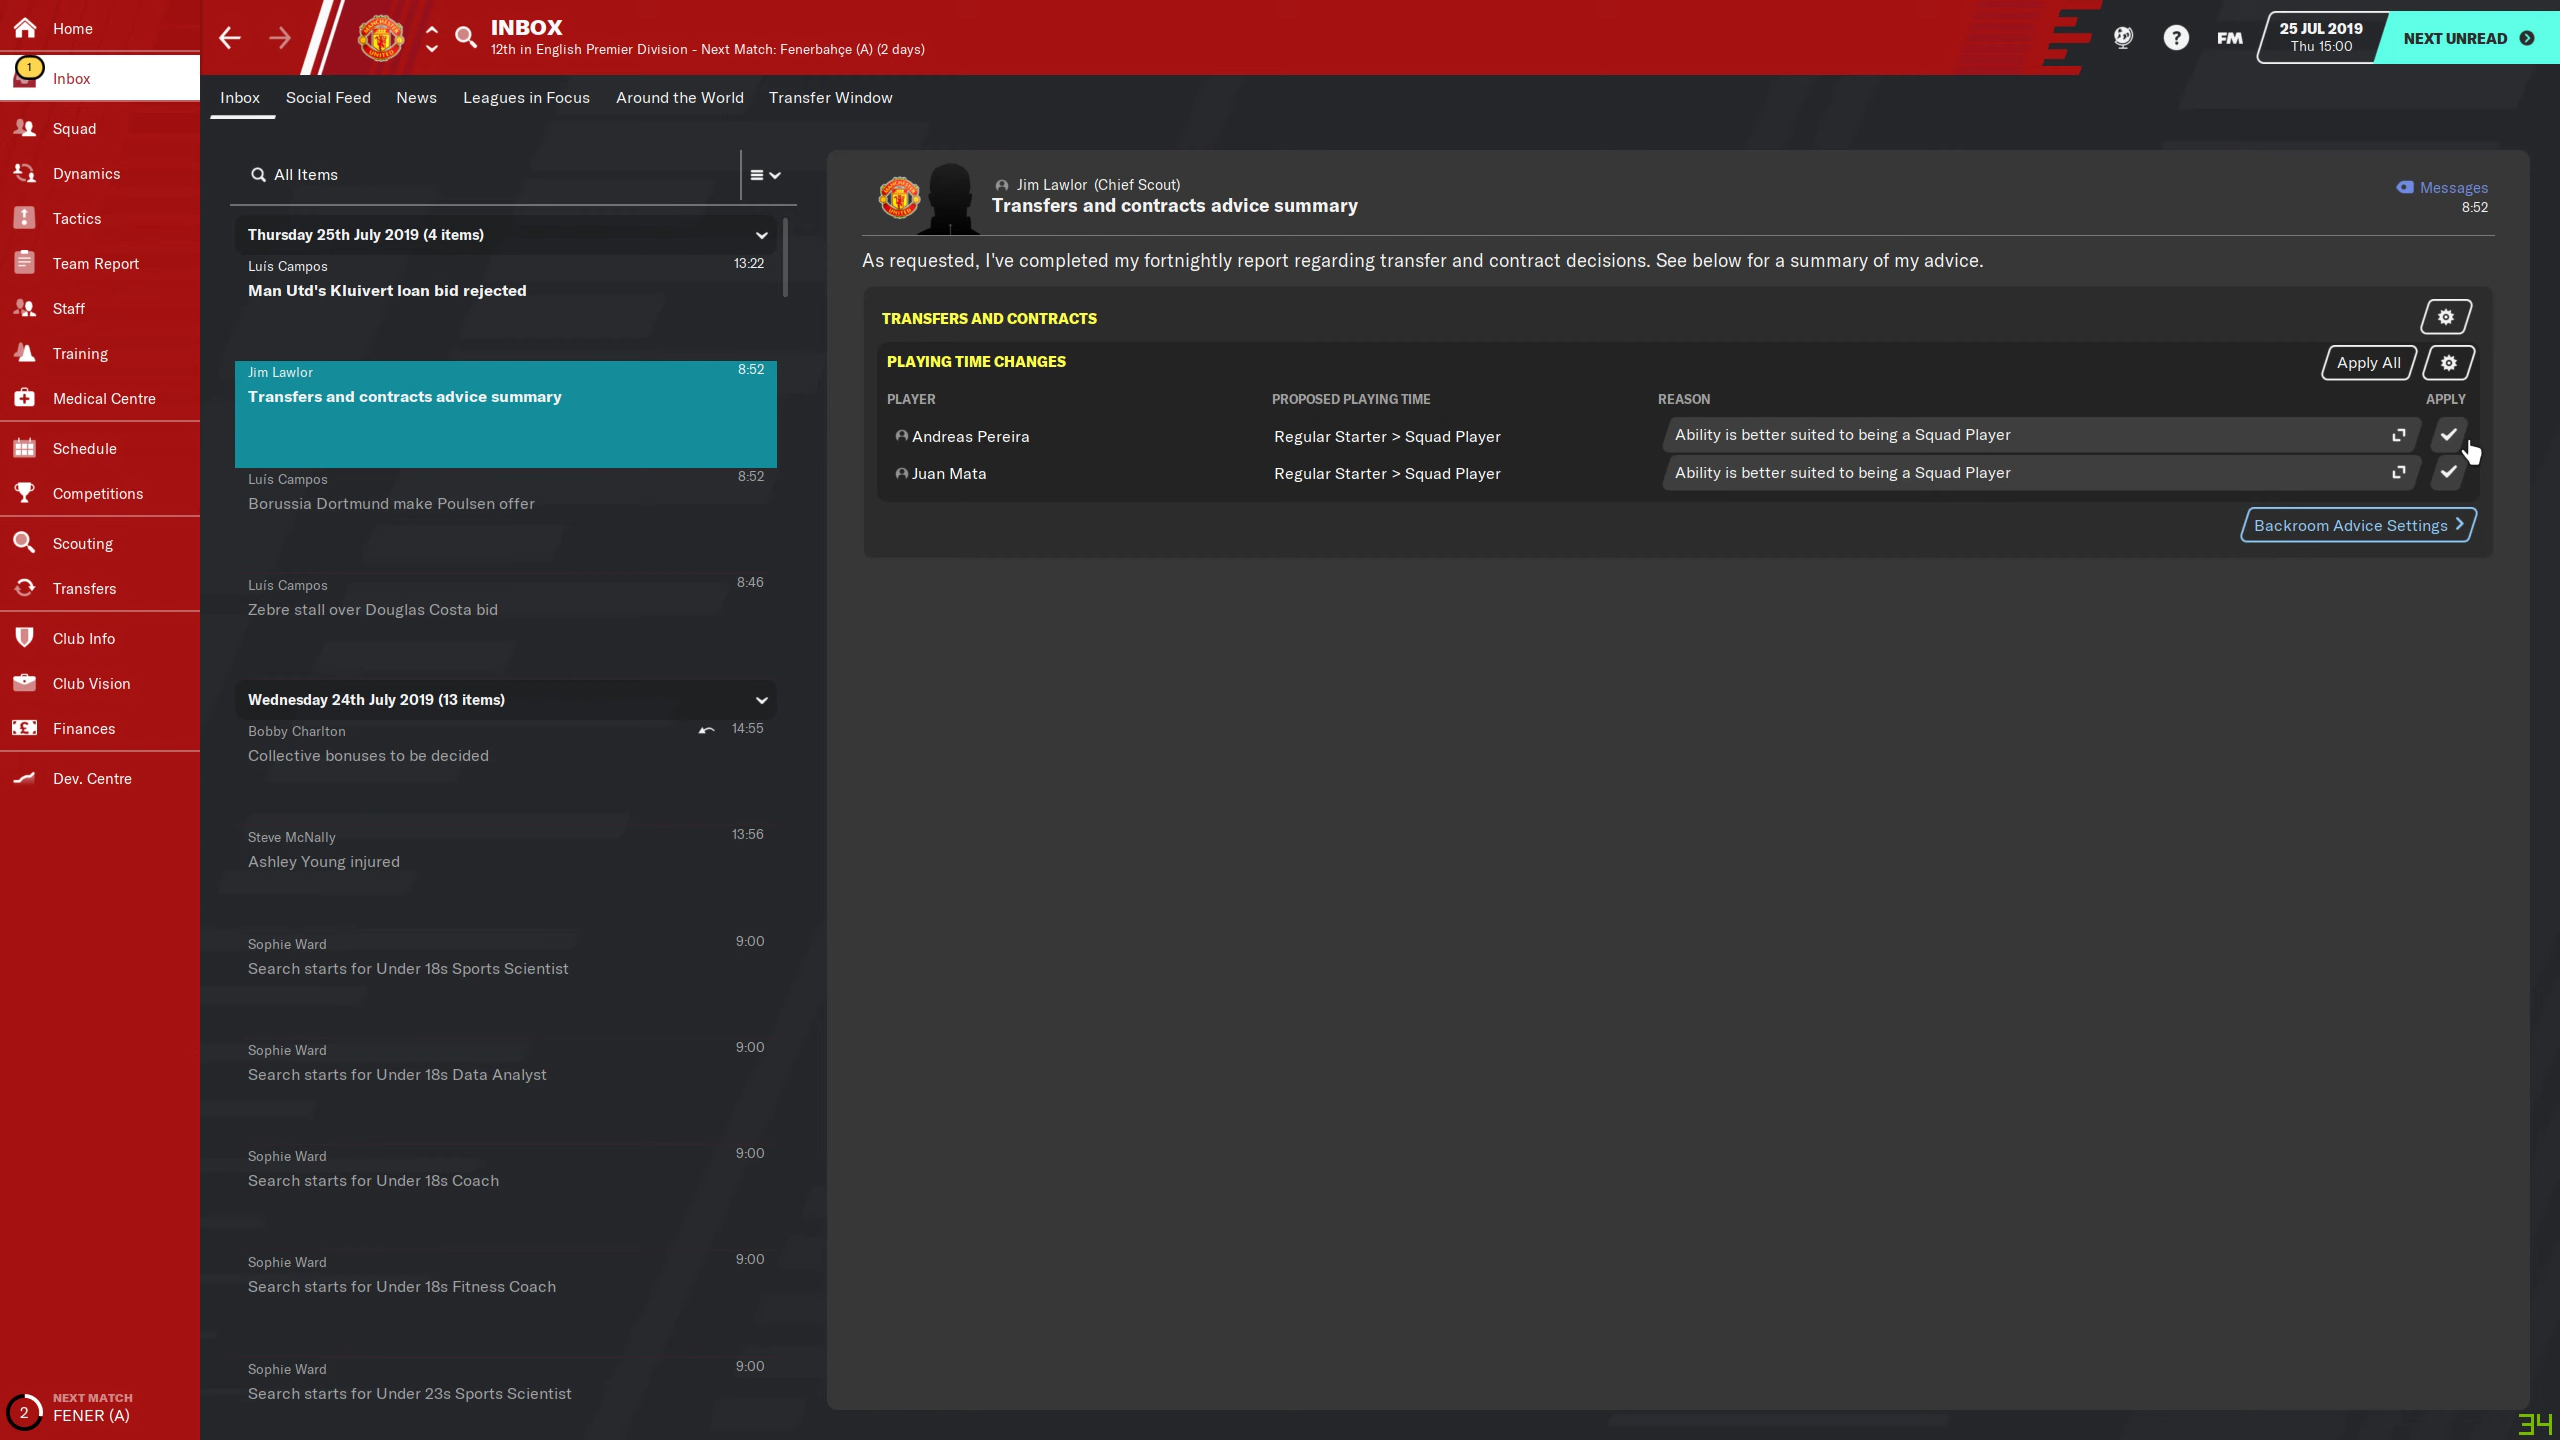 Home
Inbox
1
Squad
Dynamics
Tactics
Team Report
Staff
Training
Medical Centre
Schedule
Competitions
Scouting
Transfers
Club Info
Club Vision
Finances
Dev. Centre
2
NEXT MATCH
FENER (A)
INBOX
12th in English Premier Division - Next Match: Fenerbahçe (A) (2 days)
?
FM
25 JUL 2019
Thu 15:00
NEXT UNREAD
Inbox
Social Feed
News
Leagues in Focus
Around the World
Transfer Window
All Items
Thursday 25th July 2019 (4 items)
Luís Campos 13:22
Man Utd's Kluivert loan bid rejected
Jim Lawlor 8:52
Transfers and contracts advice summary
Luís Campos 8:52
Borussia Dortmund make Poulsen offer
Luís Campos 8:46
Zebre stall over Douglas Costa bid
Wednesday 24th July 2019 (13 items)
Bobby Charlton 14:55
Collective bonuses to be decided
Steve McNally 13:56
Ashley Young injured
Sophie Ward 9:00
Search starts for Under 18s Sports Scientist
Sophie Ward 9:00
Search starts for Under 18s Data Analyst
Sophie Ward 9:00
Search starts for Under 18s Coach
Sophie Ward 9:00
Search starts for Under 18s Fitness Coach
Sophie Ward 9:00
Search starts for Under 23s Sports Scientist
Jim Lawlor (Chief Scout)
Transfers and contracts advice summary
Messages
8:52
As requested, I've completed my fortnightly report regarding transfer and contract decisions. See below for a summary of my advice.
TRANSFERS AND CONTRACTS
PLAYING TIME CHANGES
Apply All
PLAYER PROPOSED PLAYING TIME REASON APPLY
Andreas Pereira Regular Starter > Squad Player Ability is better suited to being a Squad Player
Juan Mata Regular Starter > Squad Player Ability is better suited to being a Squad Player
Backroom Advice Settings
34